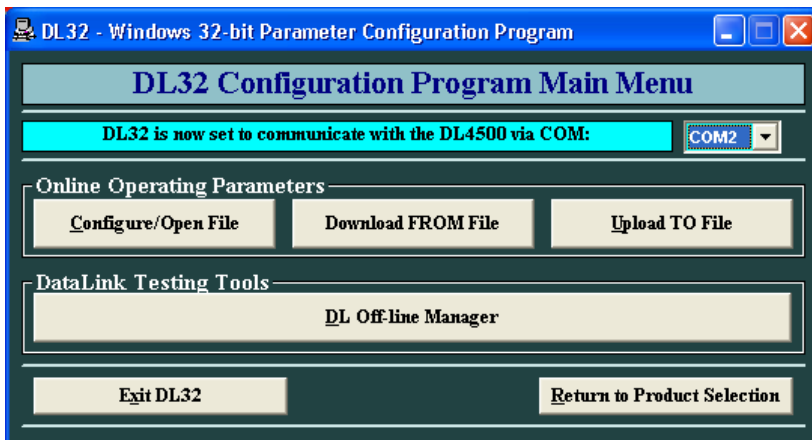 DL32 - Windows 32-bit Parameter Configuration Program
DL32 Configuration Program Main Menu
DL32 is now set to communicate with the DL4500 via COM: COM2
Online Operating Parameters
Configure/Open File Download FROM File Upload TO File
DataLink Testing Tools
DL Off-line Manager
Exit DL32 Return to Product Selection